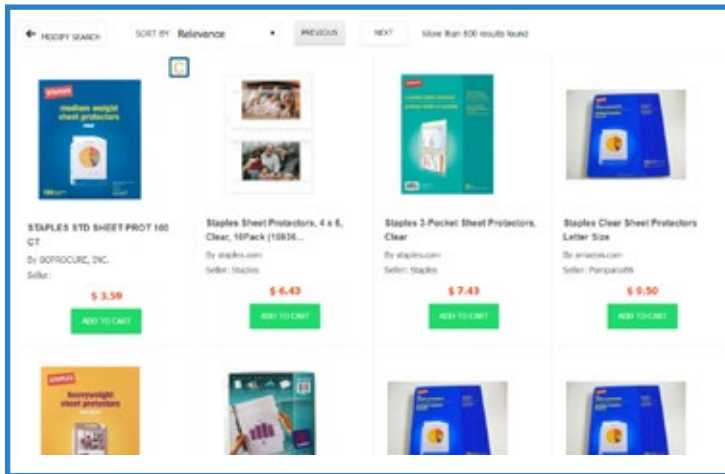 MODIFY SEARCH
SORT BY Relevance
PREVIOUS
NEXT
More than 500 results found
STAPLES
medium weight
sheet protectors
STAPLES STD SHEET PROT 100
CT
By GOPROCURE, INC.
Seller:
$ 3.59
ADD TO CART
Staples Sheet Protectors, 4 x 6,
By staples.com
Seller: Staples
$ 6.43
ADD TO CART
Staples 3-Pocket Sheet Protectors,
Clear
By staples.com
Seller: Staples
$ 7.43
ADD TO CART
Staples Clear Sheet Protectors
Letter Size
By amazon.com
Seller: Pampano66
$ 9.50
ADD TO CART
STAPLES
heavyweight
sheet protectors